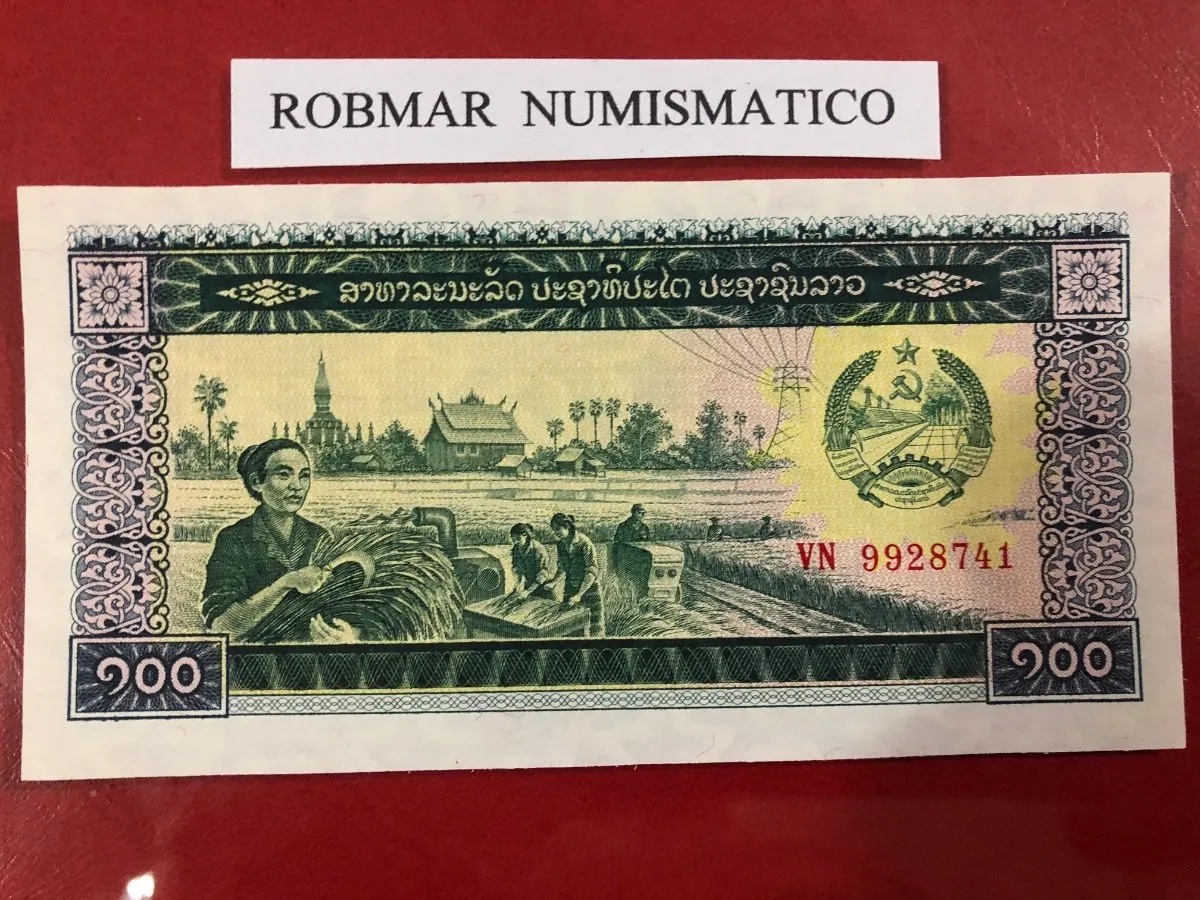 ROBMAR NUMISMATICO
ສາທາລະນະລັດ ປະຊາທິປະໄຕ ປະຊາຊົນລາວ
VN 9928741
໑໐໐
໑໐໐